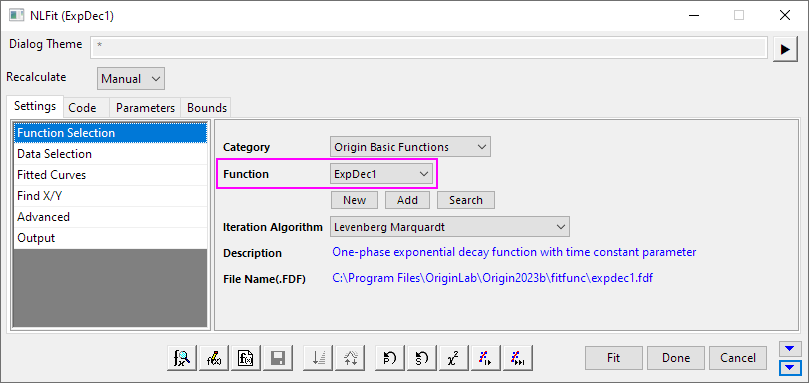 NLFit (ExpDec1)
Dialog Theme *
Recalculate Manual
Settings Code Parameters Bounds
Function Selection
Data Selection
Fitted Curves
Find X/Y
Advanced
Output
Category Origin Basic Functions
Function ExpDec1
New Add Search
Iteration Algorithm Levenberg Marquardt
Description One-phase exponential decay function with time constant parameter
File Name(.FDF) C:\Program Files\OriginLab\Origin2023b\fitfunc\expdec1.fdf
Fit Done Cancel